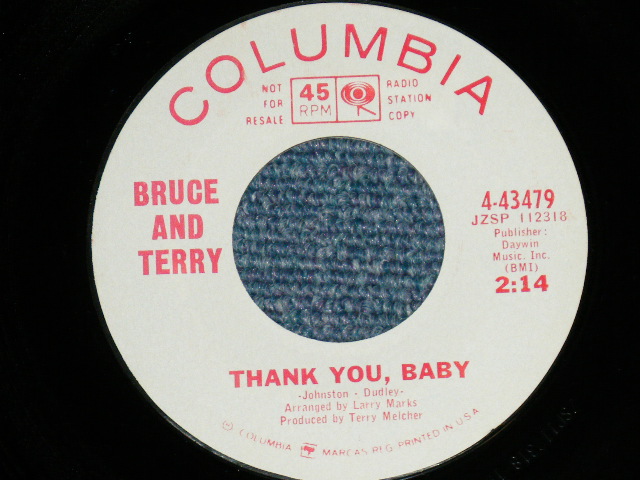 COLUMBIA
NOT FOR RESALE
45 RPM
RADIO STATION COPY
BRUCE AND TERRY
4-43479
JZSP 112318
Publisher:
Daywin
Music, Inc.
(BMI)
2:14
THANK YOU, BABY
-Johnston - Dudley-
Arranged by Larry Marks
Produced by Terry Melcher
© COLUMBIA MARCAS REG. PRINTED IN U.S.A.